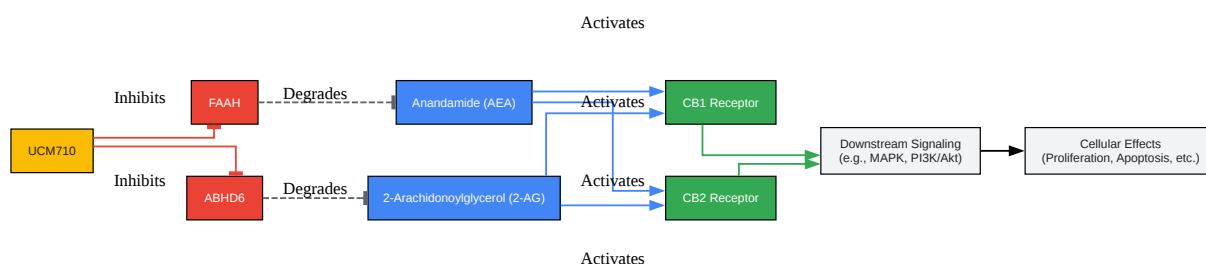 Activates
Inhibits
FAAH
Degrades
Anandamide (AEA)
Activates
CB1 Receptor
UCM710
Downstream Signaling
(e.g., MAPK, PI3K/Akt)
Cellular Effects
(Proliferation, Apoptosis, etc.)
Inhibits
ABHD6
Degrades
2-Arachidonoylglycerol (2-AG)
Activates
CB2 Receptor
Activates